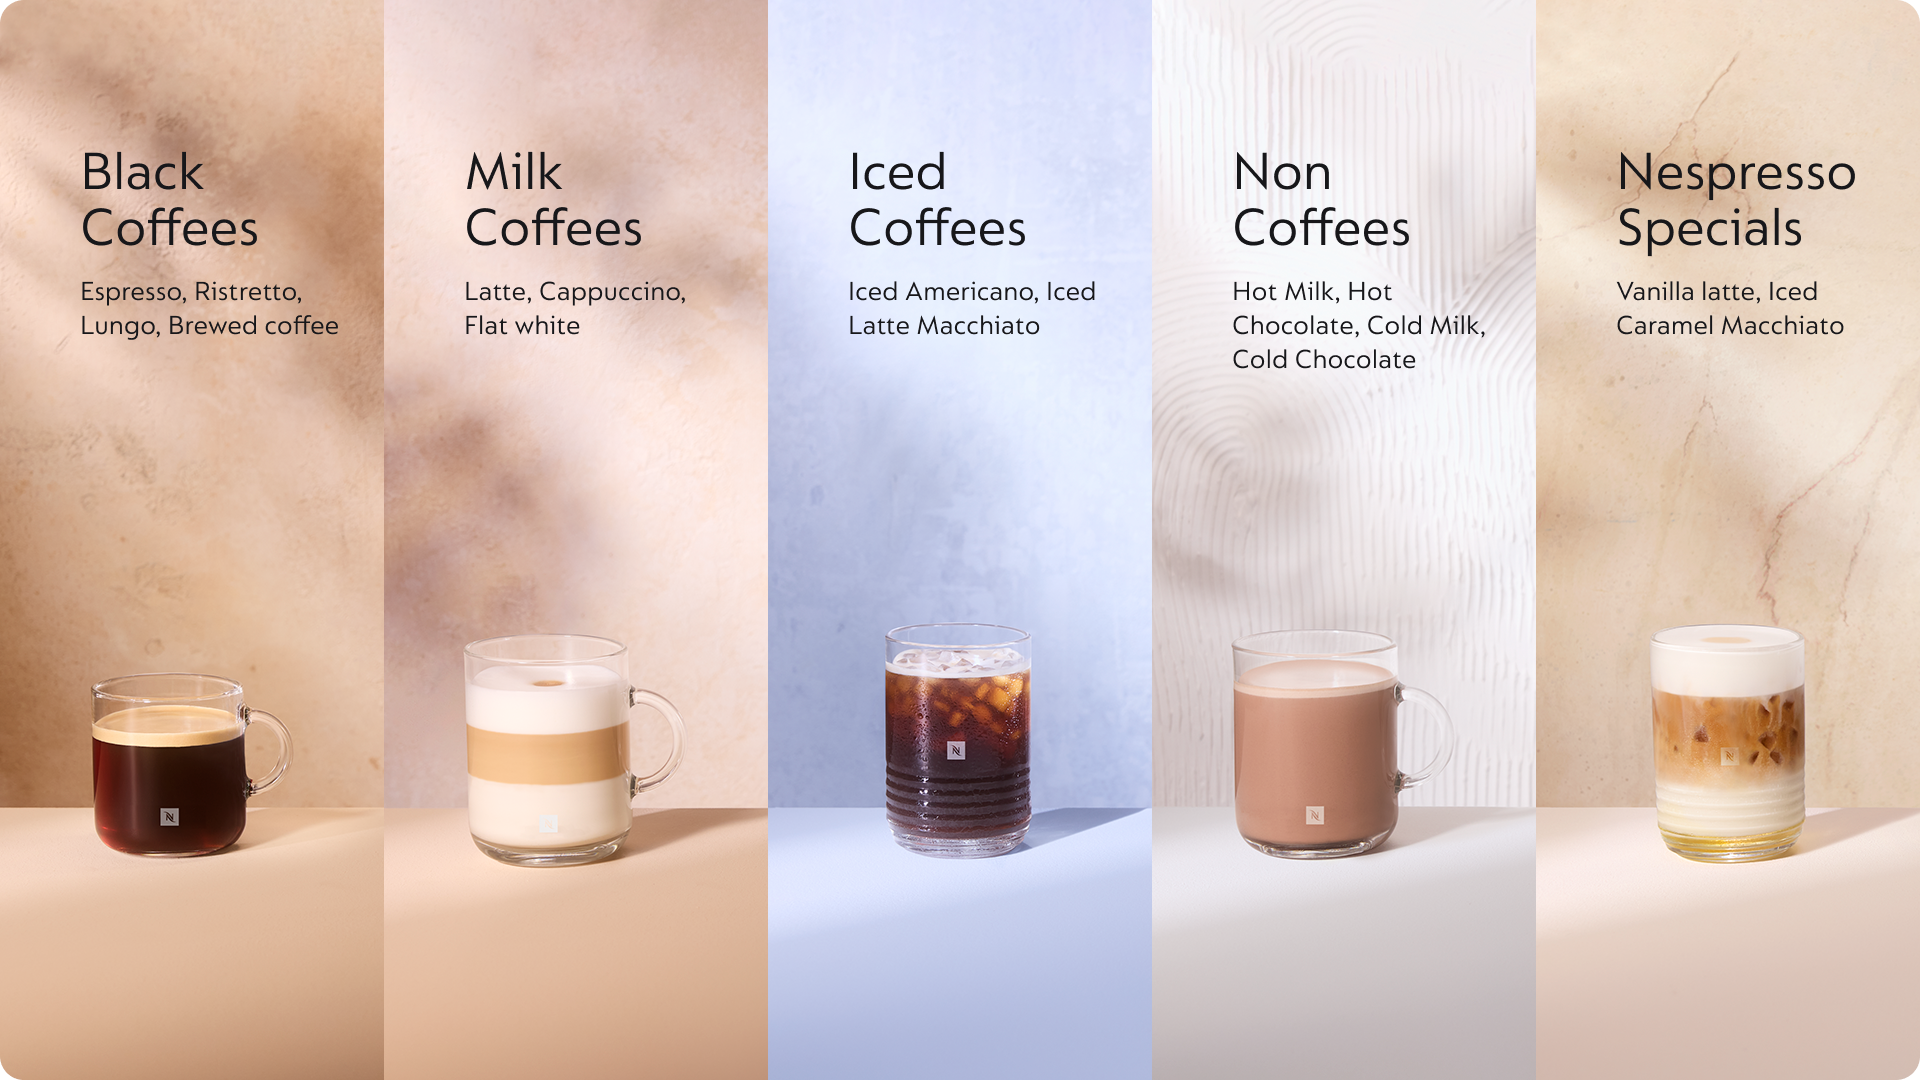 Black
Coffees
Espresso, Ristretto,
Lungo, Brewed coffee
Milk
Coffees
Latte, Cappuccino,
Flat white
Iced
Coffees
Iced Americano, Iced
Latte Macchiato
Non
Coffees
Hot Milk, Hot
Chocolate, Cold Milk,
Cold Chocolate
Nespresso
Specials
Vanilla latte, Iced
Caramel Macchiato